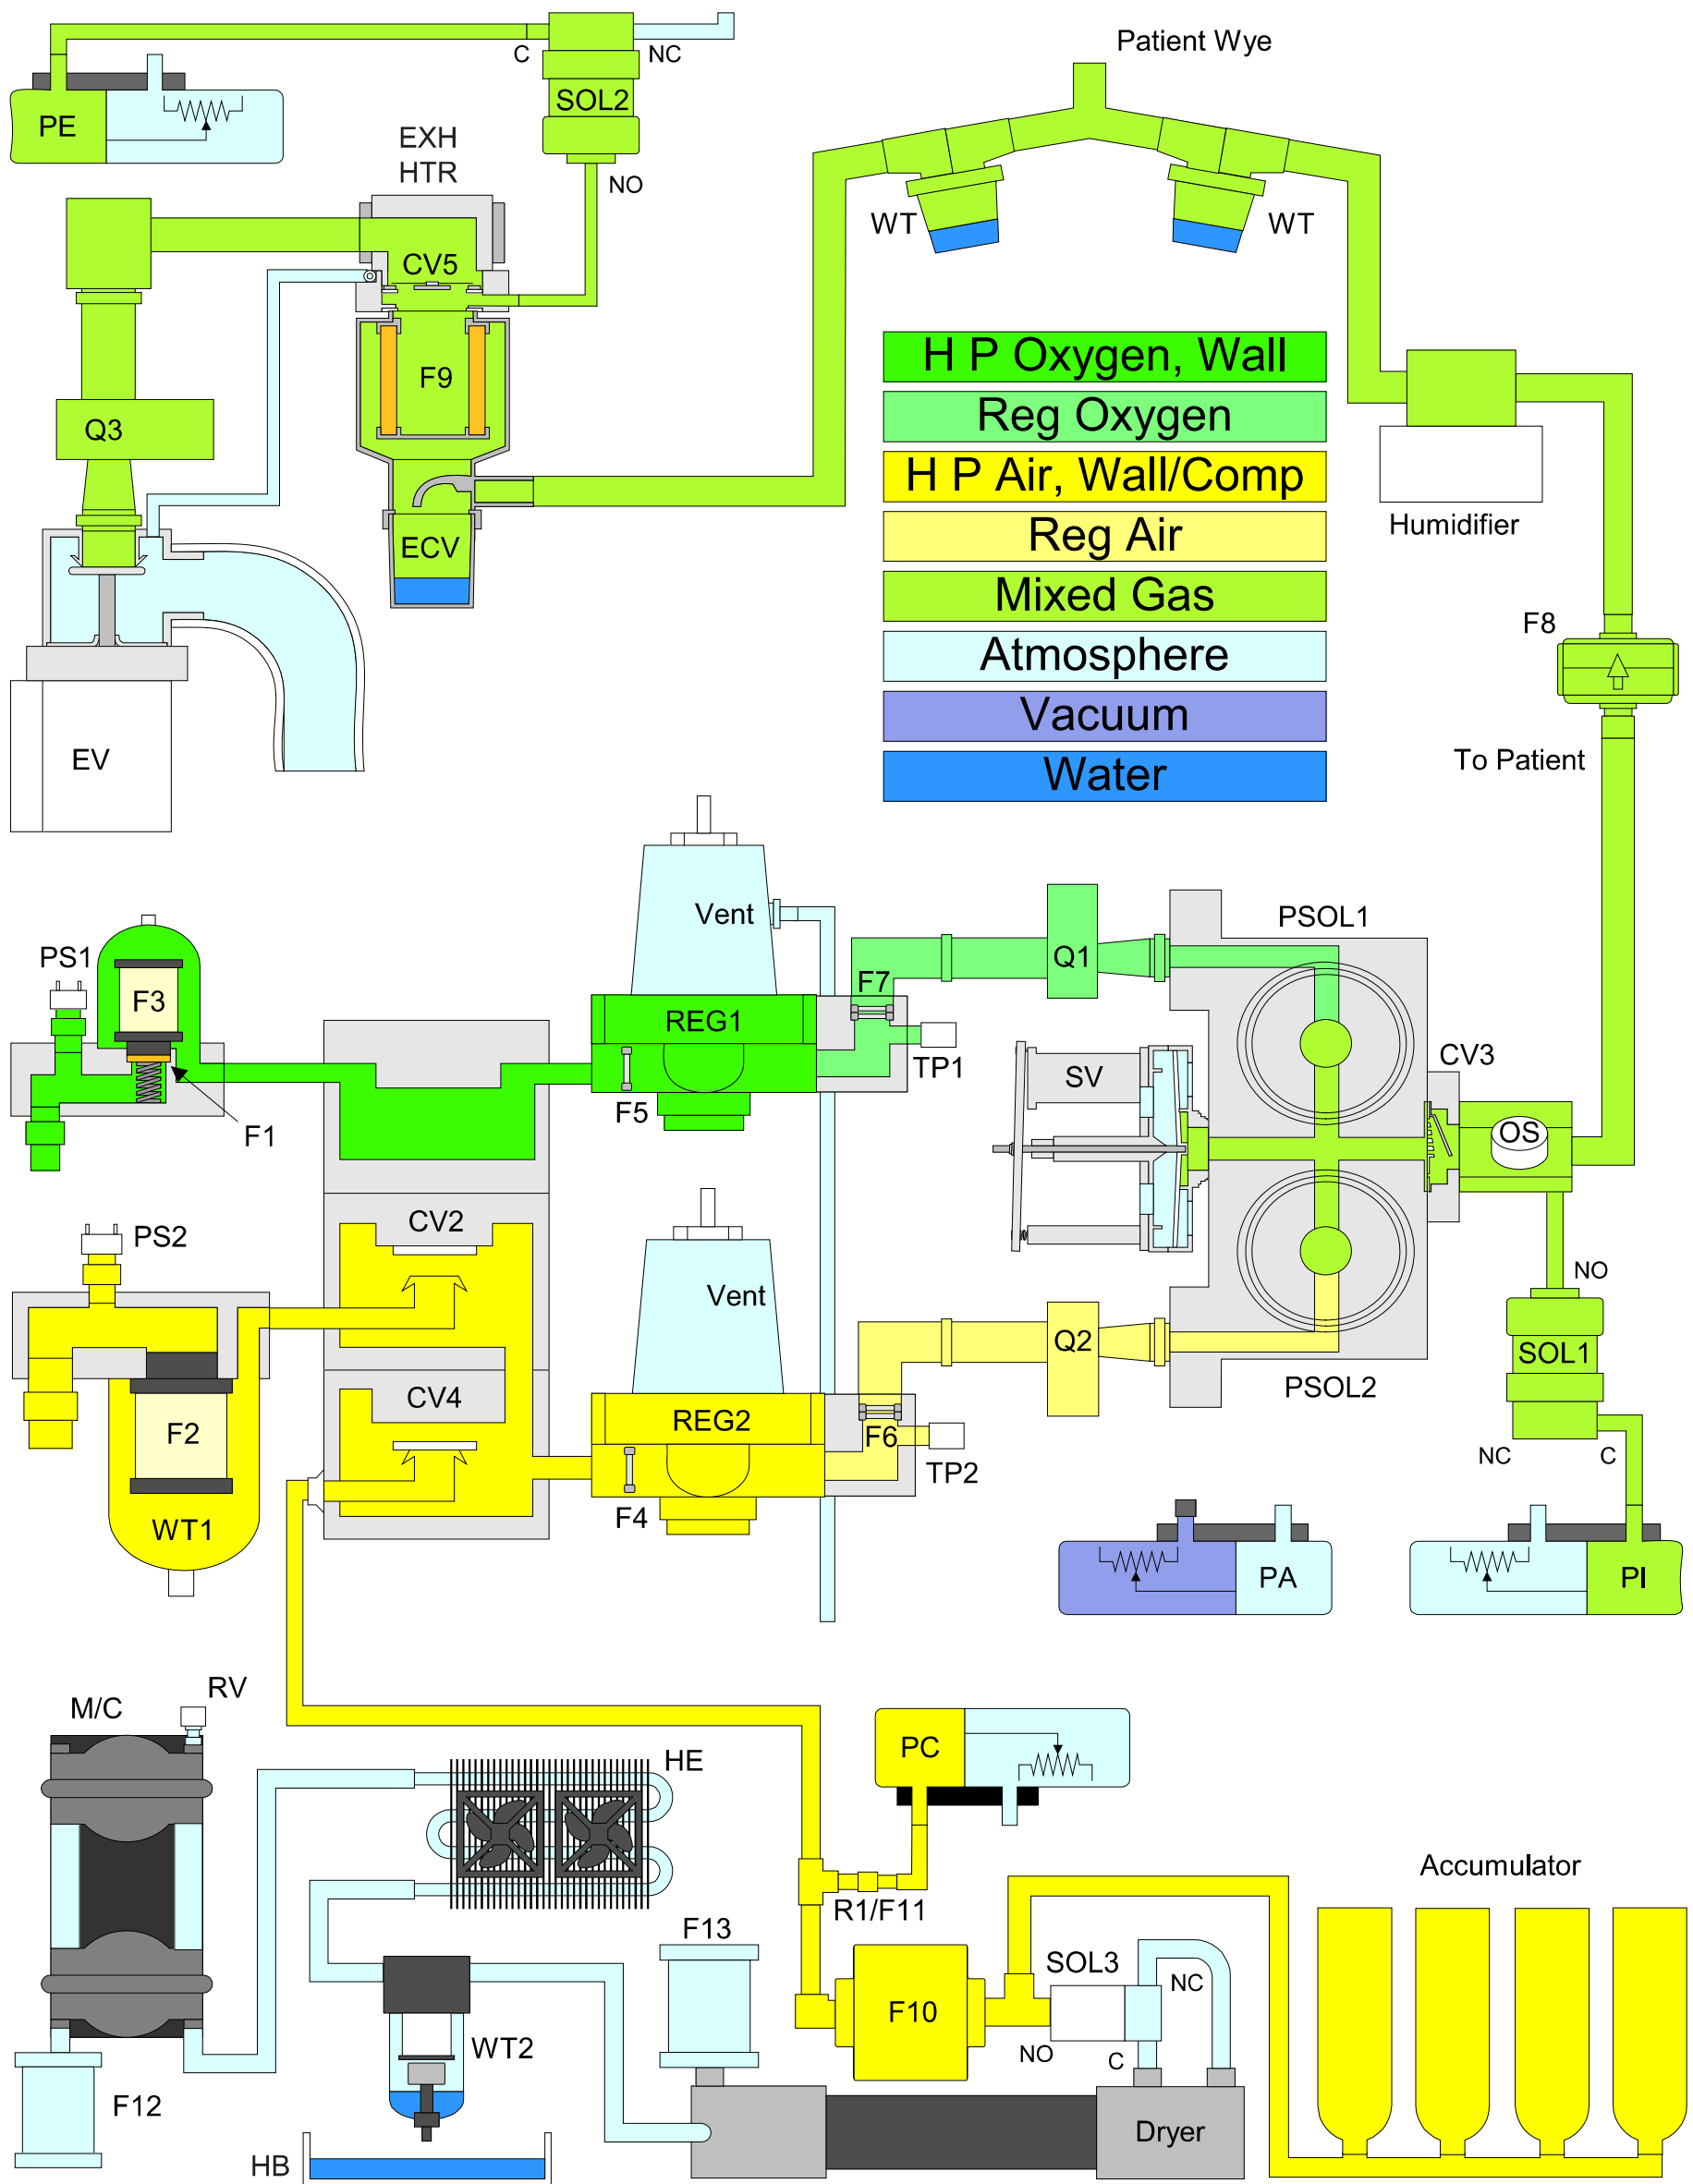 Patient Wye
C
NC
SOL2
PE
EXH
HTR
NO
WT
WT
CV5
F9
Q3
ECV
EV
H P Oxygen, Wall
Reg Oxygen
H P Air, Wall/Comp
Reg Air
Mixed Gas
Atmosphere
Vacuum
Water
Humidifier
F8
To Patient
Vent
PSOL1
PS1
F3
Q1
F7
REG1
TP1
CV3
SV
F5
F1
OS
CV2
PS2
NO
Vent
Q2
SOL1
PSOL2
CV4
REG2
F2
F6
TP2
NC
C
F4
WT1
PA
PI
RV
M/C
HE
PC
Accumulator
R1/F11
F13
SOL3
NC
F10
WT2
NO
C
F12
Dryer
HB